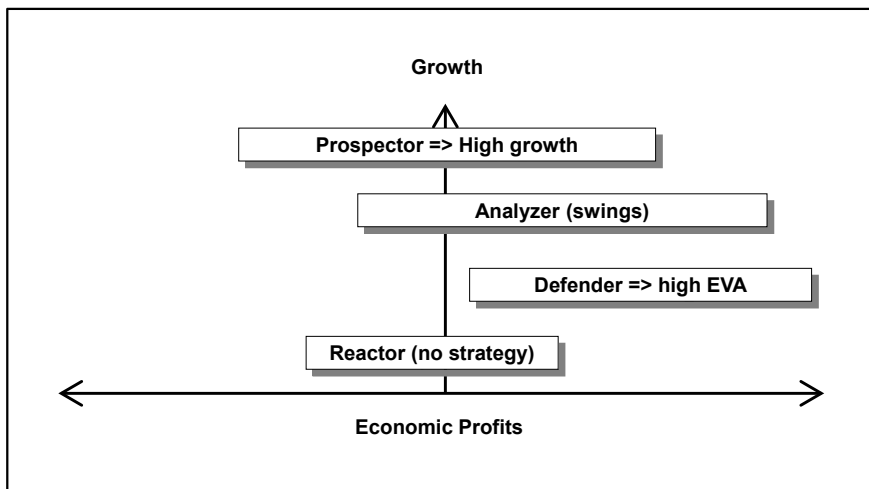 Growth
Prospector => High growth
Analyzer (swings)
Defender => high EVA
Reactor (no strategy)
Economic Profits